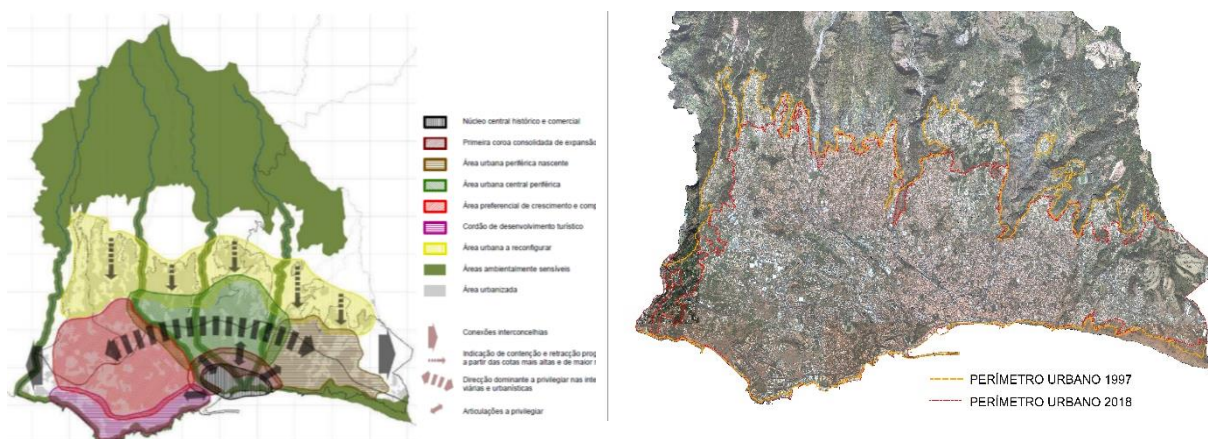 Núcleo central histórico e comercial
Primeira coroa consolidada de expansão
Área urbana periférica nascente
Área urbana central periférica
Área preferencial de crescimento e comp
Cordão de desenvolvimento turístico
Área urbana a reconfigurar
Áreas ambientalmente sensíveis
Área urbanizada
Conexões interconcelhias
Indicação de contenção e retracção prog
a partir das cotas mais altas e de maior r
Direcção dominante a privilegiar nas inte
viárias e urbanísticas
Articulações a privilegiar
PERÍMETRO URBANO 1997
PERÍMETRO URBANO 2018